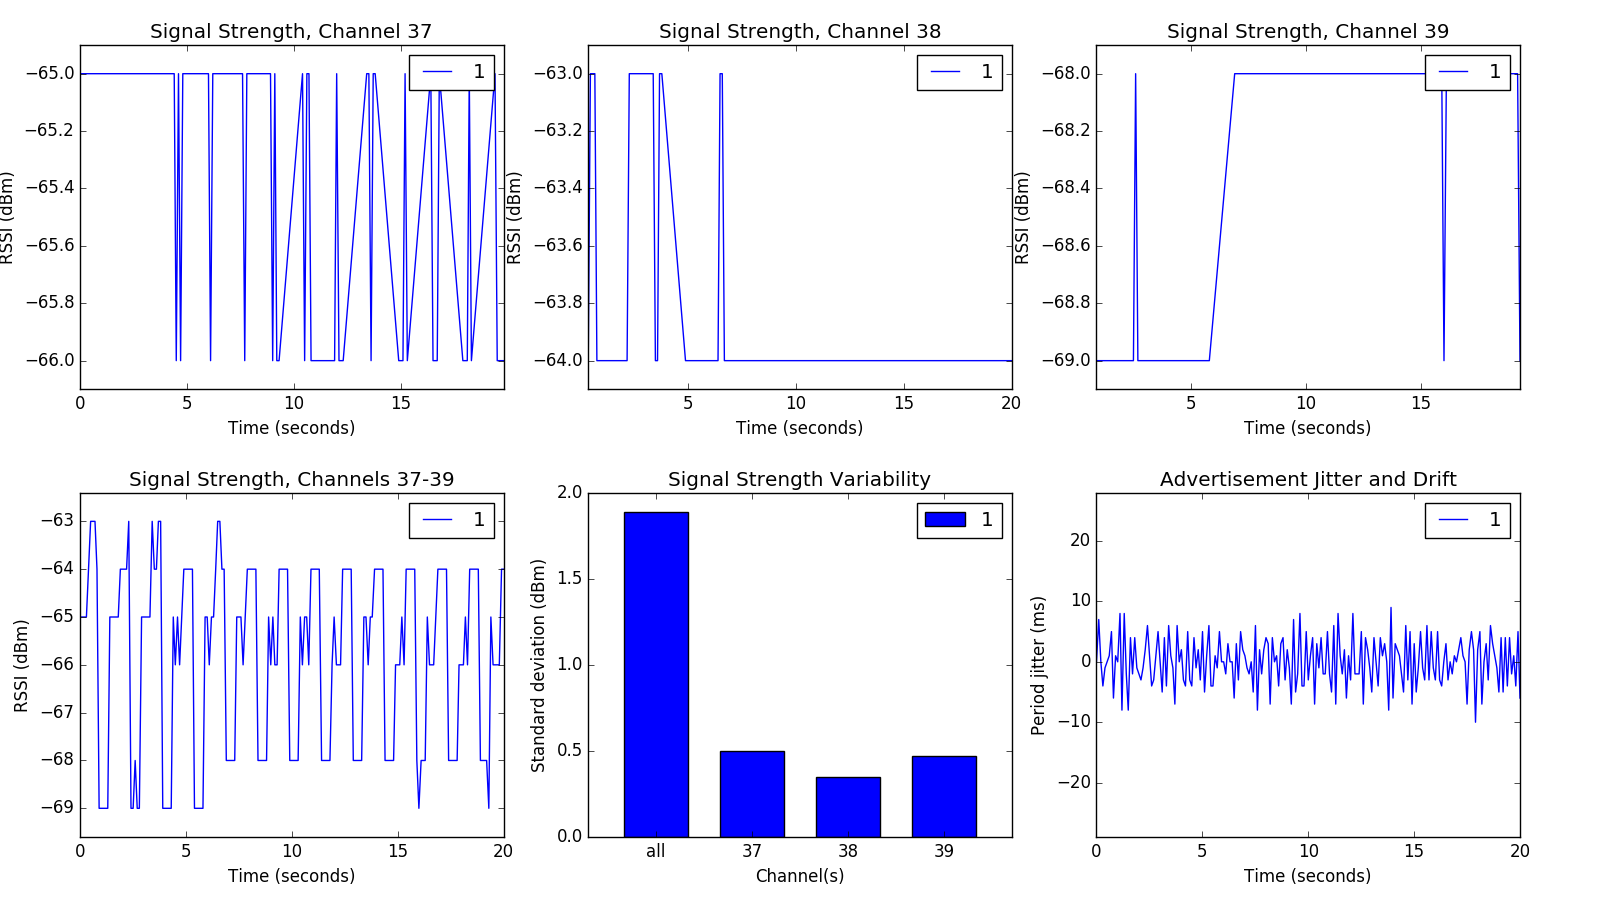 Signal Strength, Channel 37
1
−65.0
−65.2
−65.4
−65.6
−65.8
−66.0
RSSI (dBm)
0 5 10 15
Time (seconds)
Signal Strength, Channel 38
1
−63.0
−63.2
−63.4
−63.6
−63.8
−64.0
RSSI (dBm)
5 10 15 20
Time (seconds)
Signal Strength, Channel 39
1
−68.0
−68.2
−68.4
−68.6
−68.8
−69.0
RSSI (dBm)
5 10 15
Time (seconds)
Signal Strength, Channels 37-39
1
−63
−64
−65
−66
−67
−68
−69
RSSI (dBm)
0 5 10 15 20
Time (seconds)
Signal Strength Variability
1
2.0
1.5
1.0
0.5
0.0
Standard deviation (dBm)
all 37 38 39
Channel(s)
Advertisement Jitter and Drift
1
20
10
0
−10
−20
Period jitter (ms)
0 5 10 15 20
Time (seconds)